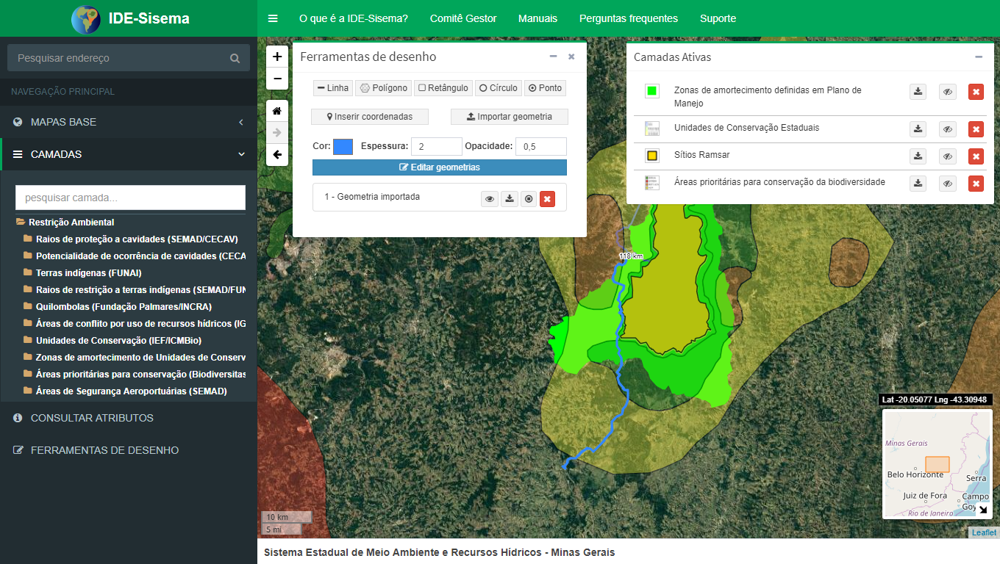 IDE-Sisema
O que é a IDE-Sisema?
Comitê Gestor
Manuais
Perguntas frequentes
Suporte
Pesquisar endereço
NAVEGAÇÃO PRINCIPAL
MAPAS BASE
CAMADAS
pesquisar camada...
Restrição Ambiental
Raios de proteção a cavidades (SEMAD/CECAV)
Potencialidade de ocorrência de cavidades (CECA
Terras indígenas (FUNAI)
Raios de restrição a terras indígenas (SEMAD/FUN
Quilombolas (Fundação Palmares/INCRA)
Áreas de conflito por uso de recursos hídricos (IG
Unidades de Conservação (IEF/ICMBio)
Zonas de amortecimento de Unidades de Conserv
Áreas prioritárias para conservação (Biodiversitas
Áreas de Segurança Aeroportuárias (SEMAD)
CONSULTAR ATRIBUTOS
FERRAMENTAS DE DESENHO
Ferramentas de desenho
Linha
Polígono
Retângulo
Círculo
Ponto
Inserir coordenadas
Importar geometria
Cor:
Espessura: 2
Opacidade: 0,5
Editar geometrias
1 - Geometria importada
Camadas Ativas
Zonas de amortecimento definidas em Plano de
Manejo
Unidades de Conservação Estaduais
Sítios Ramsar
Áreas prioritárias para conservação da biodiversidade
118 km
Lat -20.05077 Lng -43.30948
Minas Gerais
Belo Horizonte
Serra
Juiz de Fora
Campo
Goy
Rio de Janeiro
10 km
5 mi
Leaflet
Sistema Estadual de Meio Ambiente e Recursos Hídricos - Minas Gerais